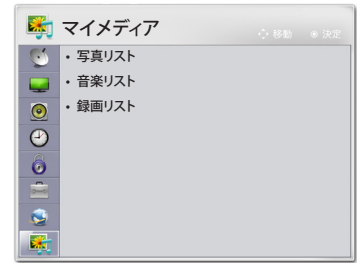 マイメディア
移動 決定
・写真リスト
・音楽リスト
・録画リスト